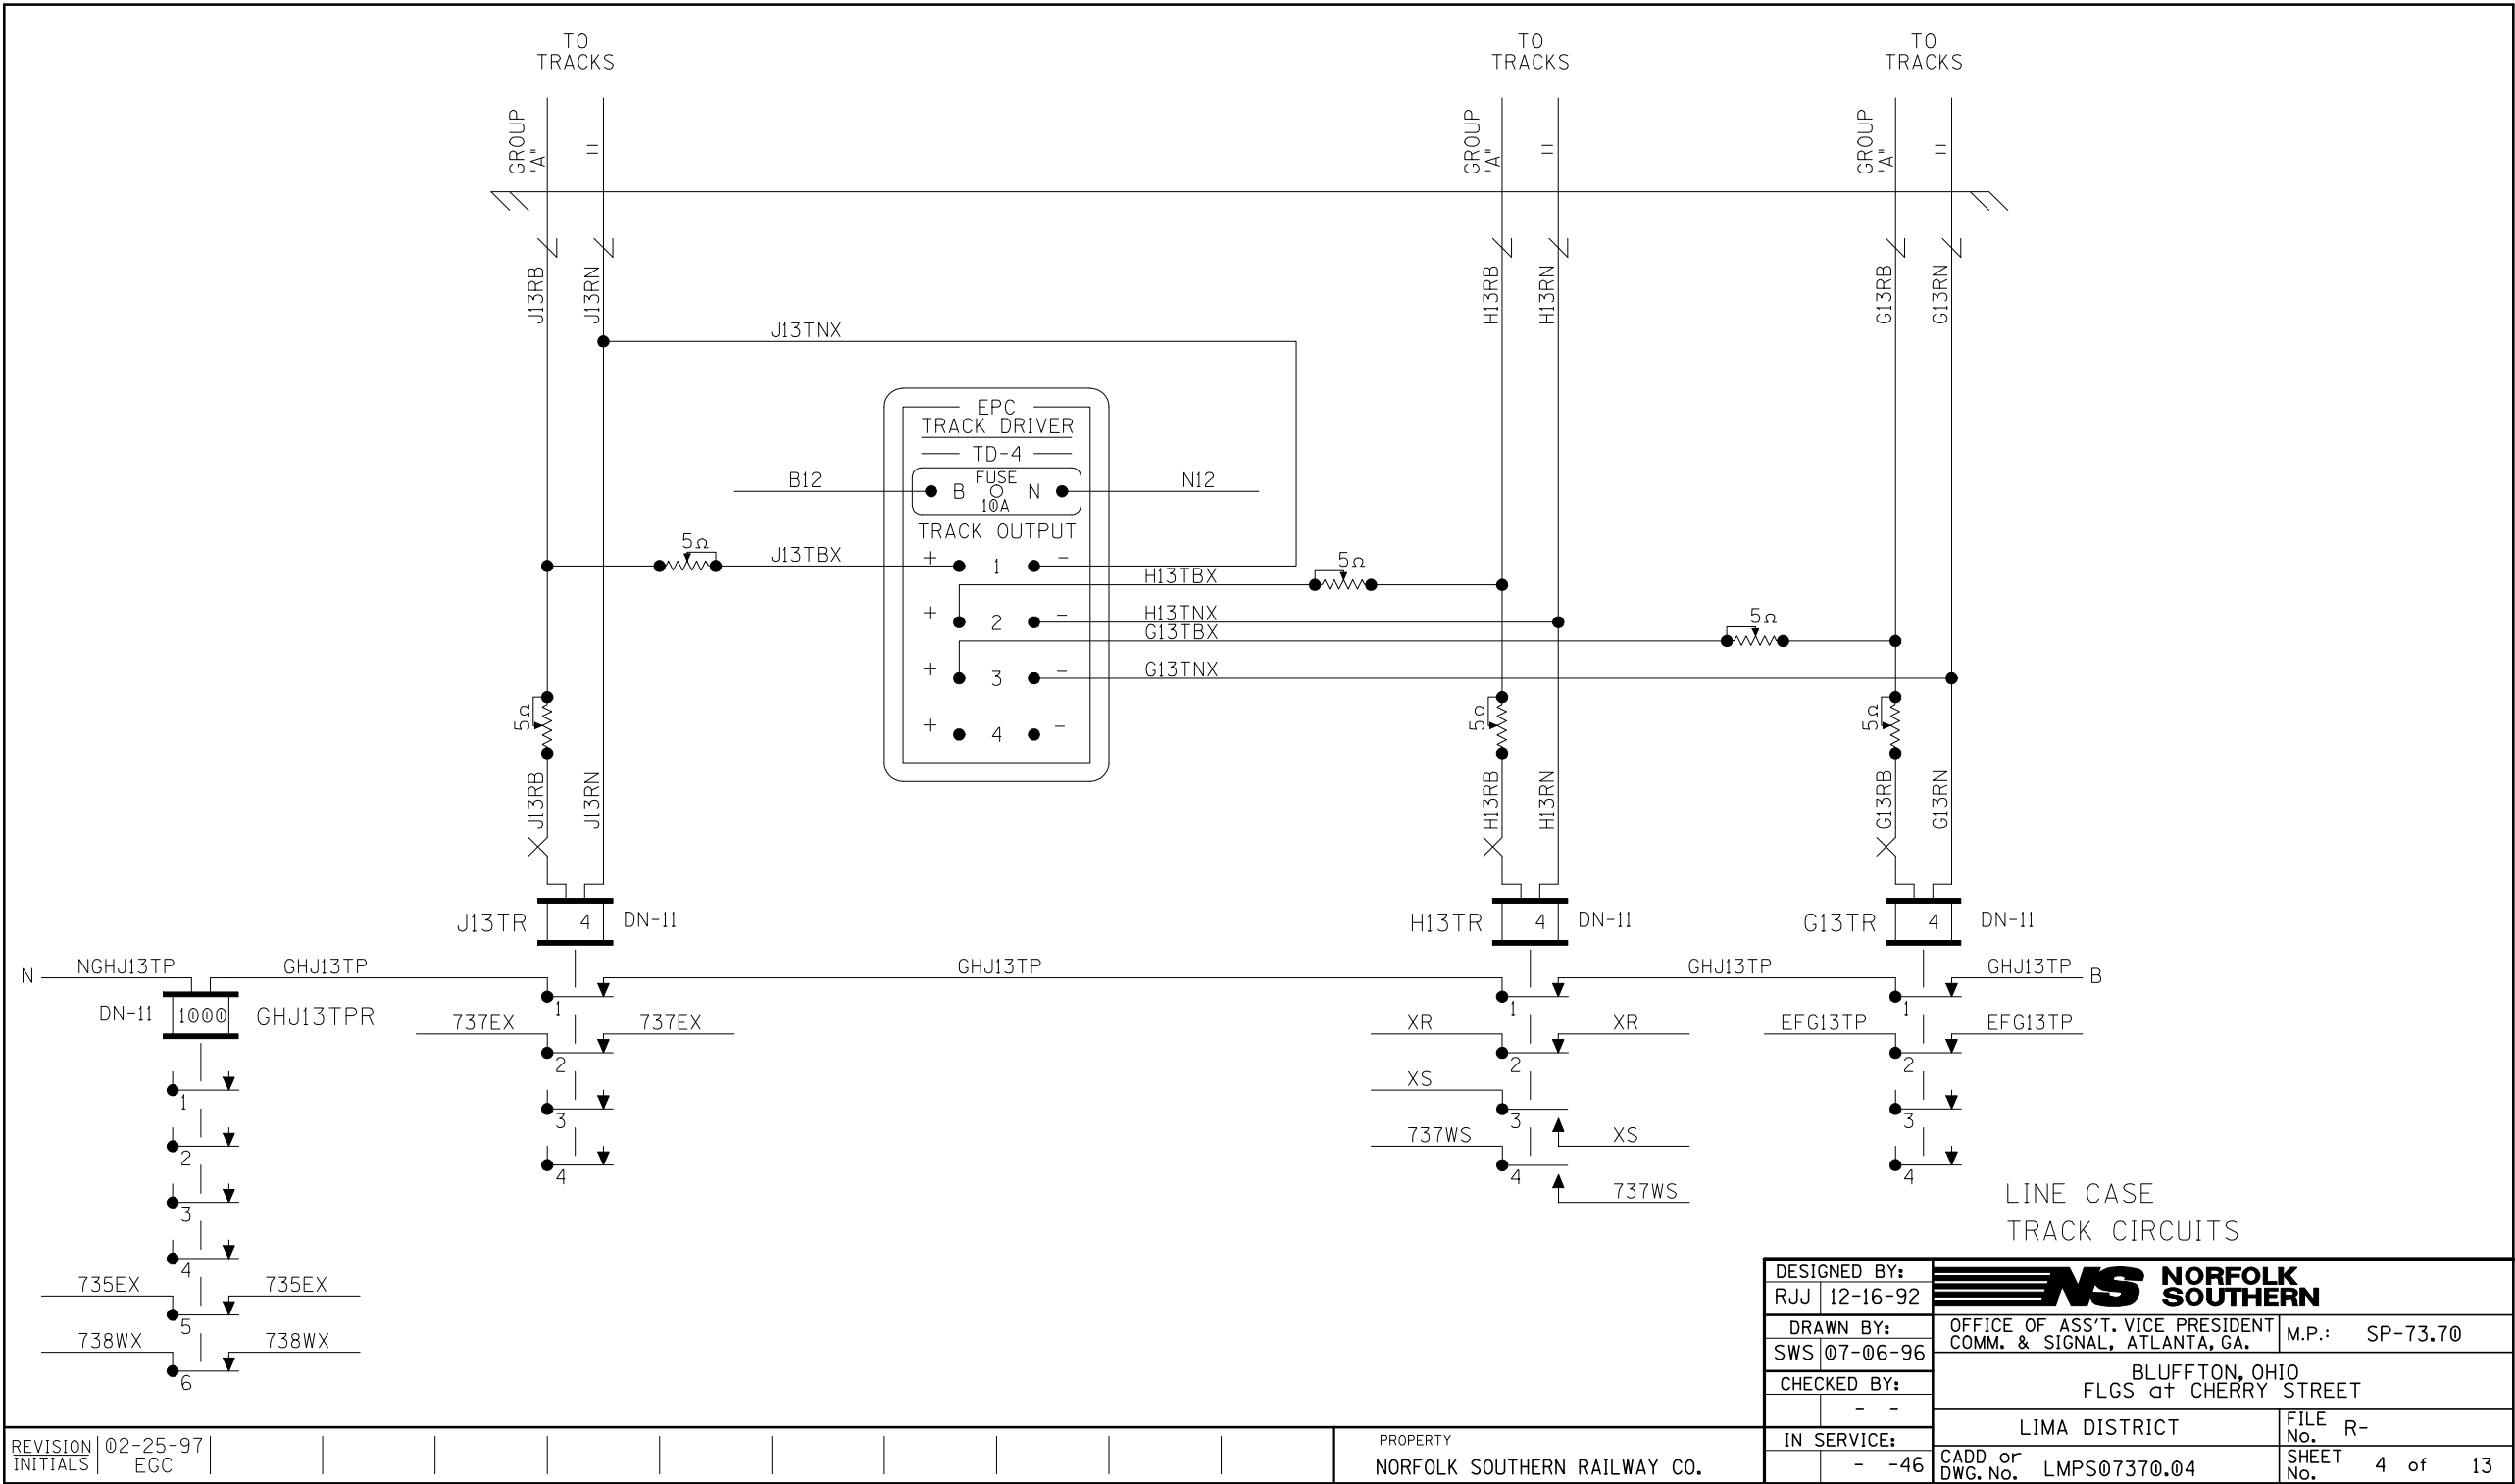 TO
TRACKS
TO
TRACKS
TO
TRACKS
GROUP
"A"
"
GROUP
"A"
"
GROUP
"A"
"
J13RB
J13RN
H13RB
H13RN
G13RB
G13RN
J13TNX
EPC
TRACK DRIVER
TD-4
B12
FUSE
B N
10A
N12
TRACK OUTPUT
5Ω
J13TBX
+ 1 -
5Ω
H13TBX
+ 2 -
H13TNX
G13TBX
5Ω
+ 3 -
G13TNX
+ 4 -
5Ω
5Ω
5Ω
J13RB
J13RN
H13RB
H13RN
G13RB
G13RN
J13TR 4 DN-11
H13TR 4 DN-11
G13TR 4 DN-11
N NGHJ13TP GHJ13TP
GHJ13TP
GHJ13TP
GHJ13TP B
DN-11 1000 GHJ13TPR
1
2
3
4
735EX 735EX
5
738WX 738WX
6
1
737EX 737EX
2
3
4
1
XR XR
2
XS
3
XS
737WS
4
737WS
1
EFG13TP EFG13TP
2
3
4
LINE CASE
TRACK CIRCUITS
DESIGNED BY:
RJJ 12-16-92
DRAWN BY:
SWS 07-06-96
CHECKED BY:
- -
IN SERVICE:
- -46
NS NORFOLK
SOUTHERN
OFFICE OF ASS'T. VICE PRESIDENT
COMM. & SIGNAL, ATLANTA, GA.
M.P.: SP-73.70
BLUFFTON, OHIO
FLGS at CHERRY STREET
LIMA DISTRICT
FILE
No. R-
CADD or
DWG. No. LMPS07370.04
SHEET
No. 4 of 13
REVISION
INITIALS
02-25-97
EGC
PROPERTY
NORFOLK SOUTHERN RAILWAY CO.